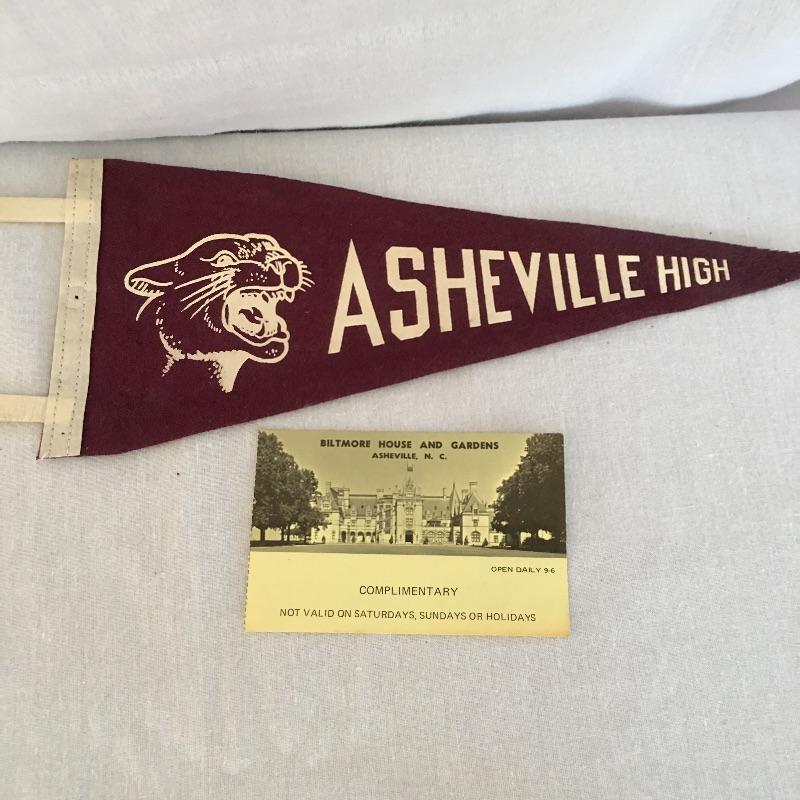 ASHEVILLE HIGH
BILTMORE HOUSE AND GARDENS
ASHEVILLE, N. C.
OPEN DAILY 9-6
COMPLIMENTARY
NOT VALID ON SATURDAYS, SUNDAYS OR HOLIDAYS